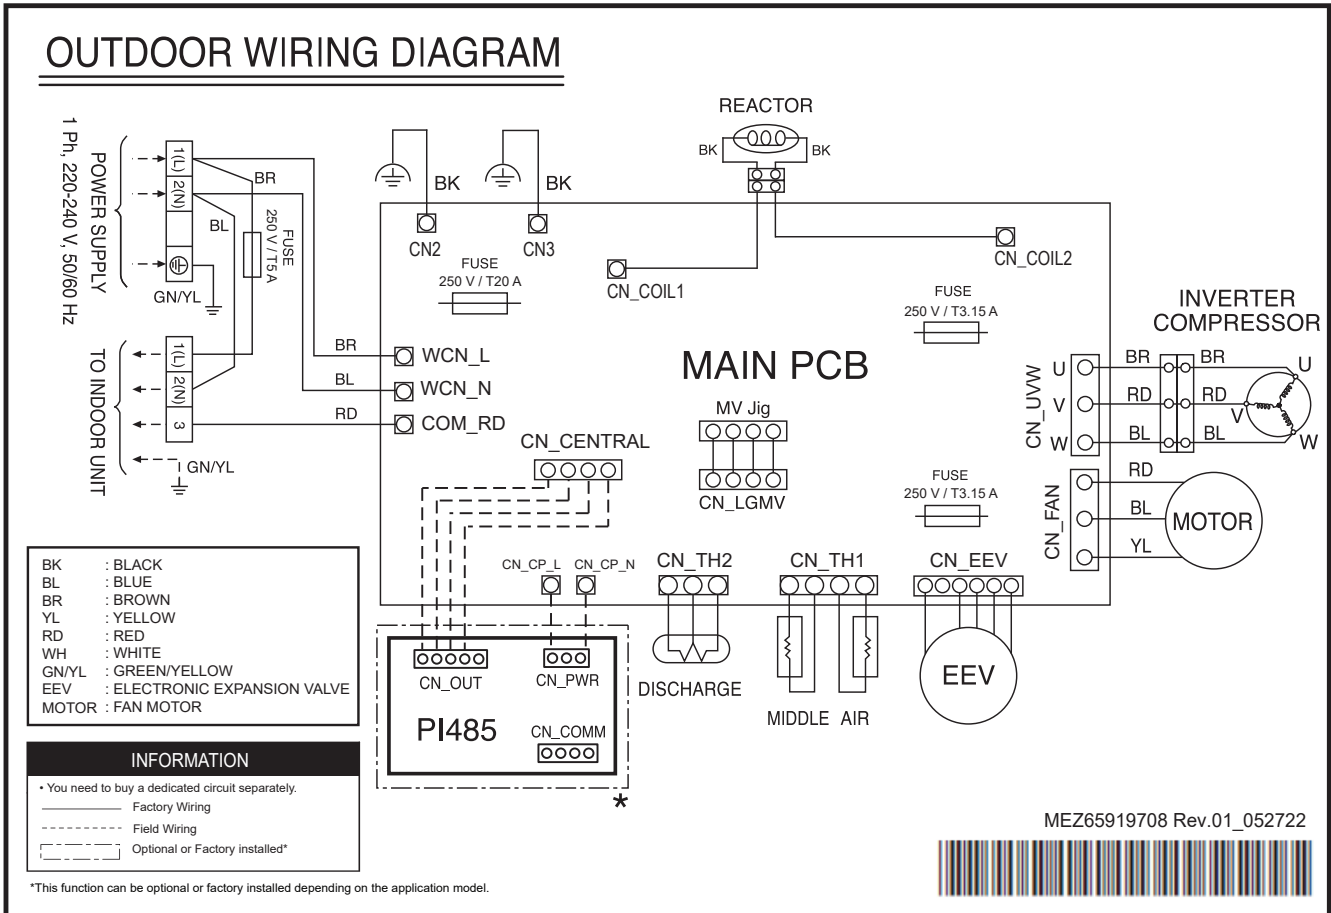 OUTDOOR WIRING DIAGRAM
1 Ph, 220-240 V, 50/60 Hz
POWER SUPPLY
1(L)
2(N)
BR
BL
FUSE
250 V / T5 A
GN/YL
TO INDOOR UNIT
1(L)
2(N)
3
GN/YL
BR
BL
RD
BK
BK
CN2
CN3
REACTOR
BK
BK
FUSE
250 V / T20 A
CN_COIL1
CN_COIL2
FUSE
250 V / T3.15 A
WCN_L
WCN_N
COM_RD
MAIN PCB
MV Jig
CN_LGMV
CN_CENTRAL
FUSE
250 V / T3.15 A
INVERTER
COMPRESSOR
CN_UVW
U
V
W
BR
RD
BL
BR
RD
BL
U
V
W
CN_FAN
RD
BL
YL
MOTOR
CN_CP_L
CN_CP_N
CN_TH2
CN_TH1
CN_EEV
DISCHARGE
MIDDLE
AIR
EEV
CN_OUT
CN_PWR
PI485
CN_COMM
*
BK : BLACK
BL : BLUE
BR : BROWN
YL : YELLOW
RD : RED
WH : WHITE
GN/YL : GREEN/YELLOW
EEV : ELECTRONIC EXPANSION VALVE
MOTOR : FAN MOTOR
INFORMATION
• You need to buy a dedicated circuit separately.
Factory Wiring
Field Wiring
Optional or Factory installed*
*This function can be optional or factory installed depending on the application model.
MEZ65919708 Rev.01_052722